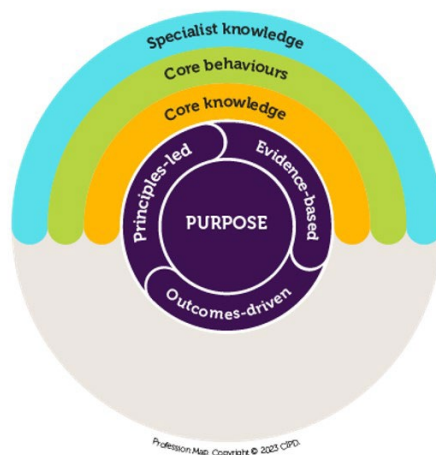 Specialist knowledge
Core behaviours
Core knowledge
Principles-led
Evidence-based
PURPOSE
Outcomes-driven
Profession Map. Copyright © 2023 CIPD.